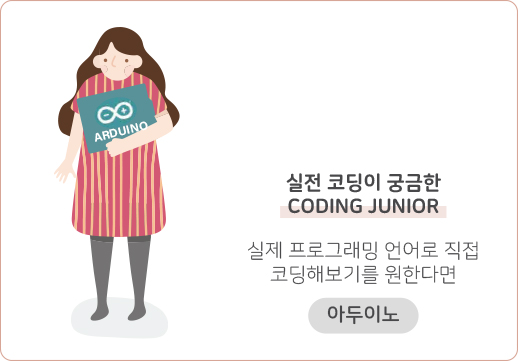 ARDUINO
실전 코딩이 궁금한
CODING JUNIOR
실제 프로그래밍 언어로 직접
코딩해보기를 원한다면
아두이노